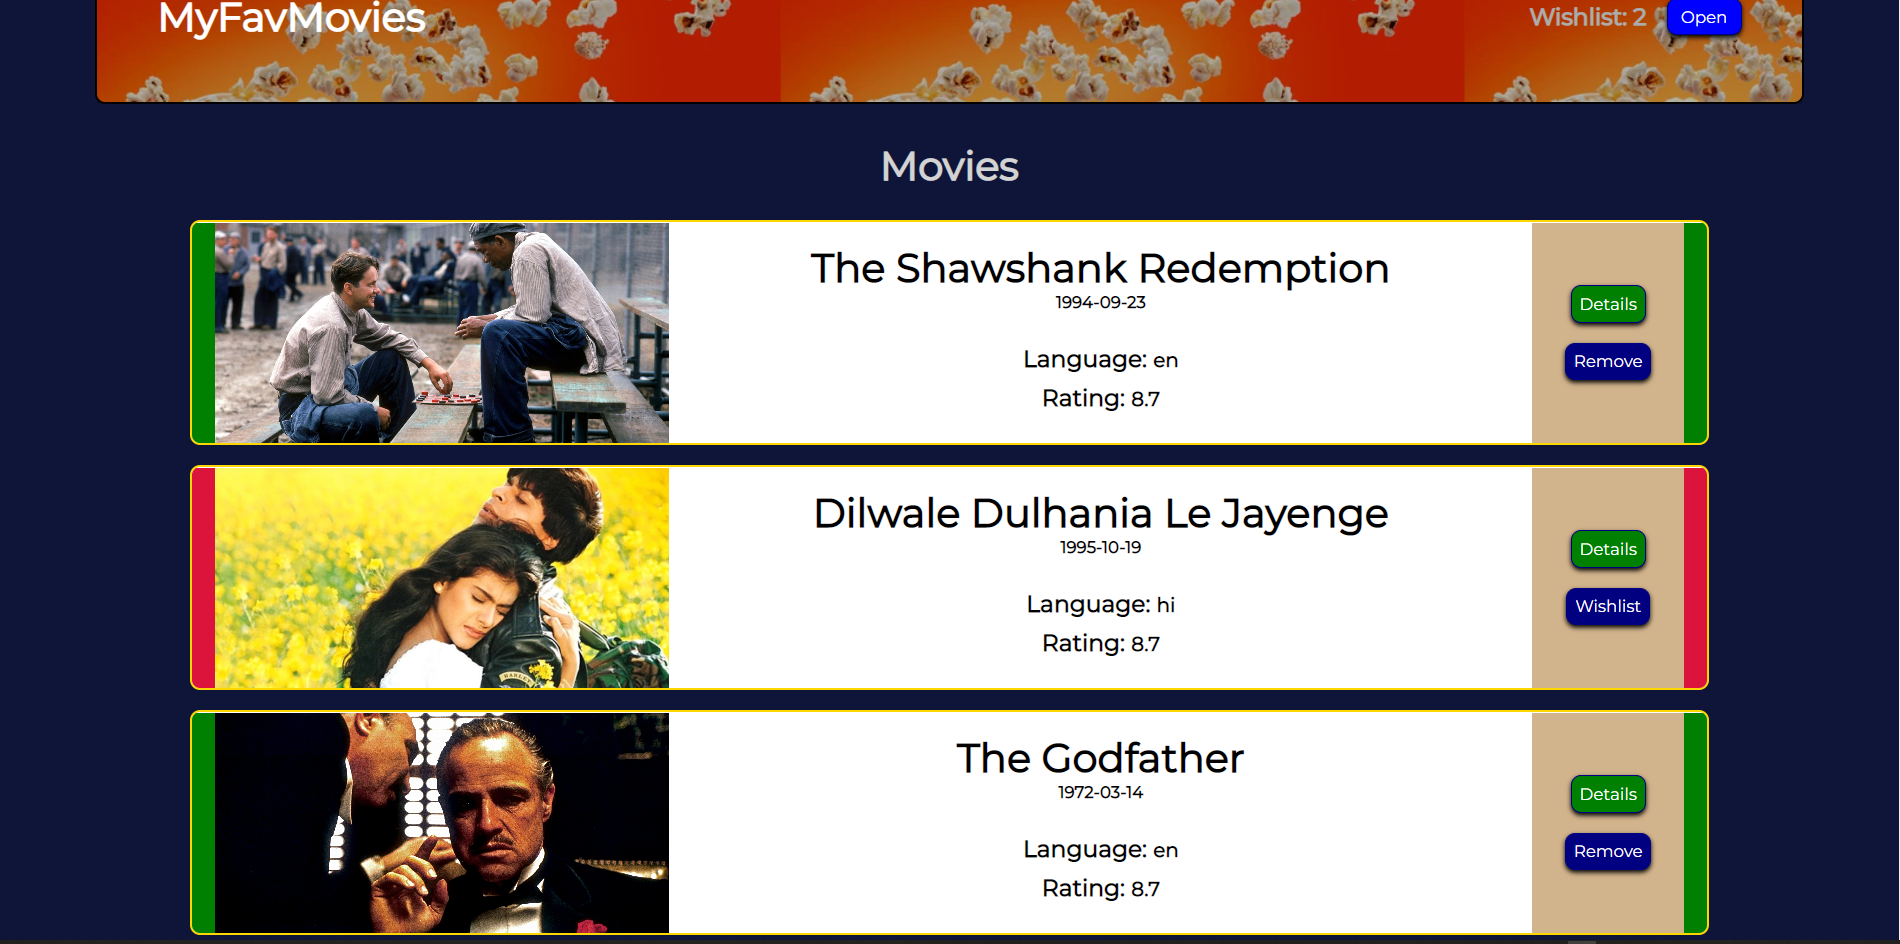 MyFavMovies
Wishlist: 2
Open
Movies
The Shawshank Redemption
1994-09-23
Language: en
Rating: 8.7
Details
Remove
Dilwale Dulhania Le Jayenge
1995-10-19
Language: hi
Rating: 8.7
Details
Wishlist
The Godfather
1972-03-14
Language: en
Rating: 8.7
Details
Remove